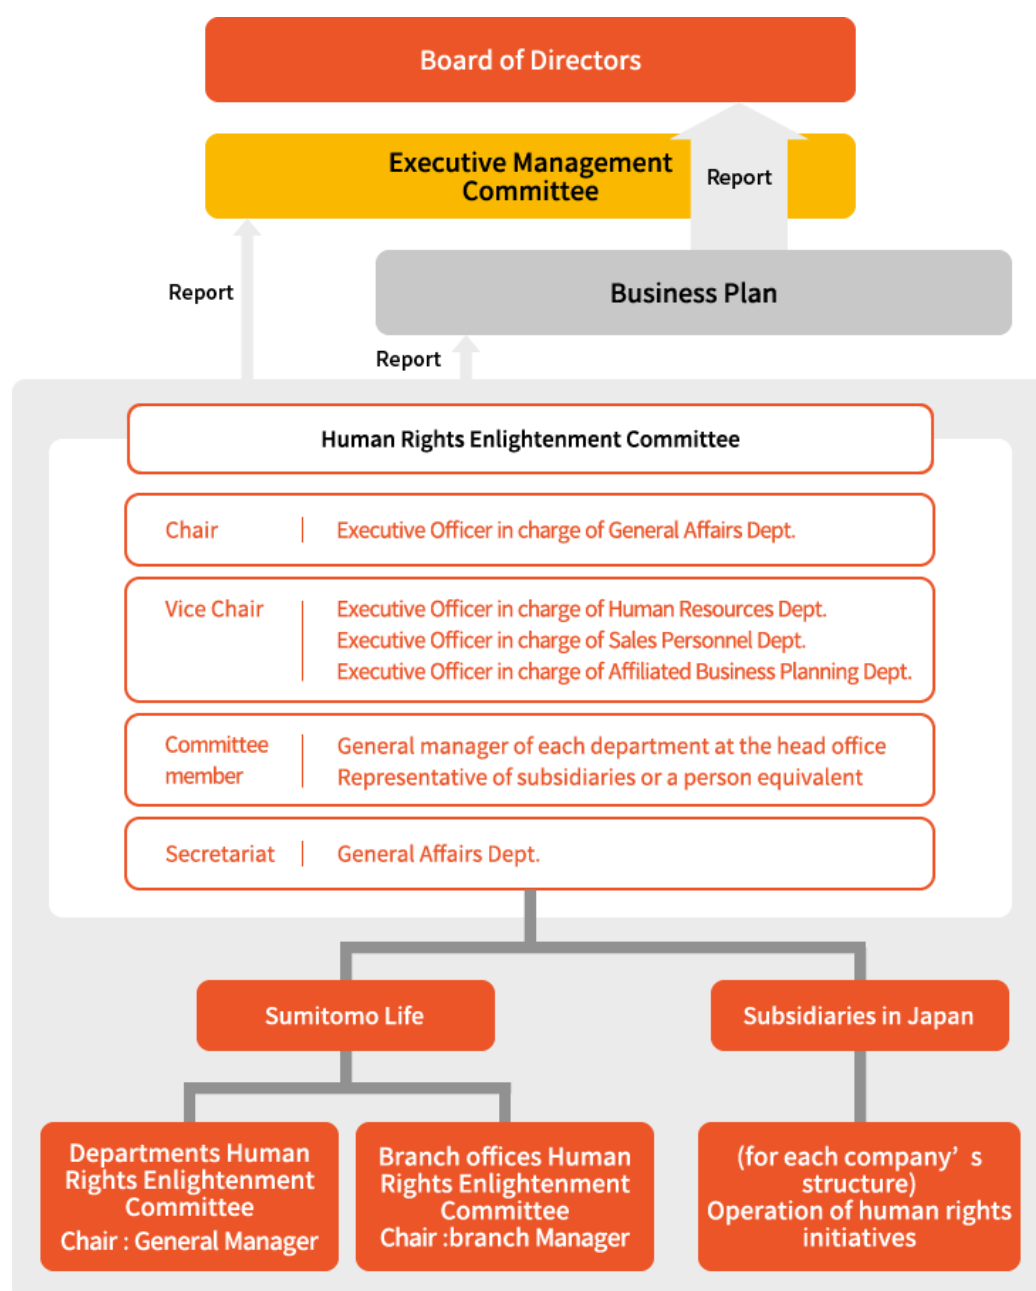 Board of Directors
Executive Management
Committee
Report
Report
Business Plan
Report
Human Rights Enlightenment Committee
Chair
Executive Officer in charge of General Affairs Dept.
Vice Chair
Executive Officer in charge of Human Resources Dept.
Executive Officer in charge of Sales Personnel Dept.
Executive Officer in charge of Affiliated Business Planning Dept.
Committee
member
General manager of each department at the head office
Representative of subsidiaries or a person equivalent
Secretariat
General Affairs Dept.
Sumitomo Life
Subsidiaries in Japan
Departments Human
Rights Enlightenment
Committee
Chair : General Manager
Branch offices Human
Rights Enlightenment
Committee
Chair :branch Manager
(for each company’s
structure)
Operation of human rights
initiatives